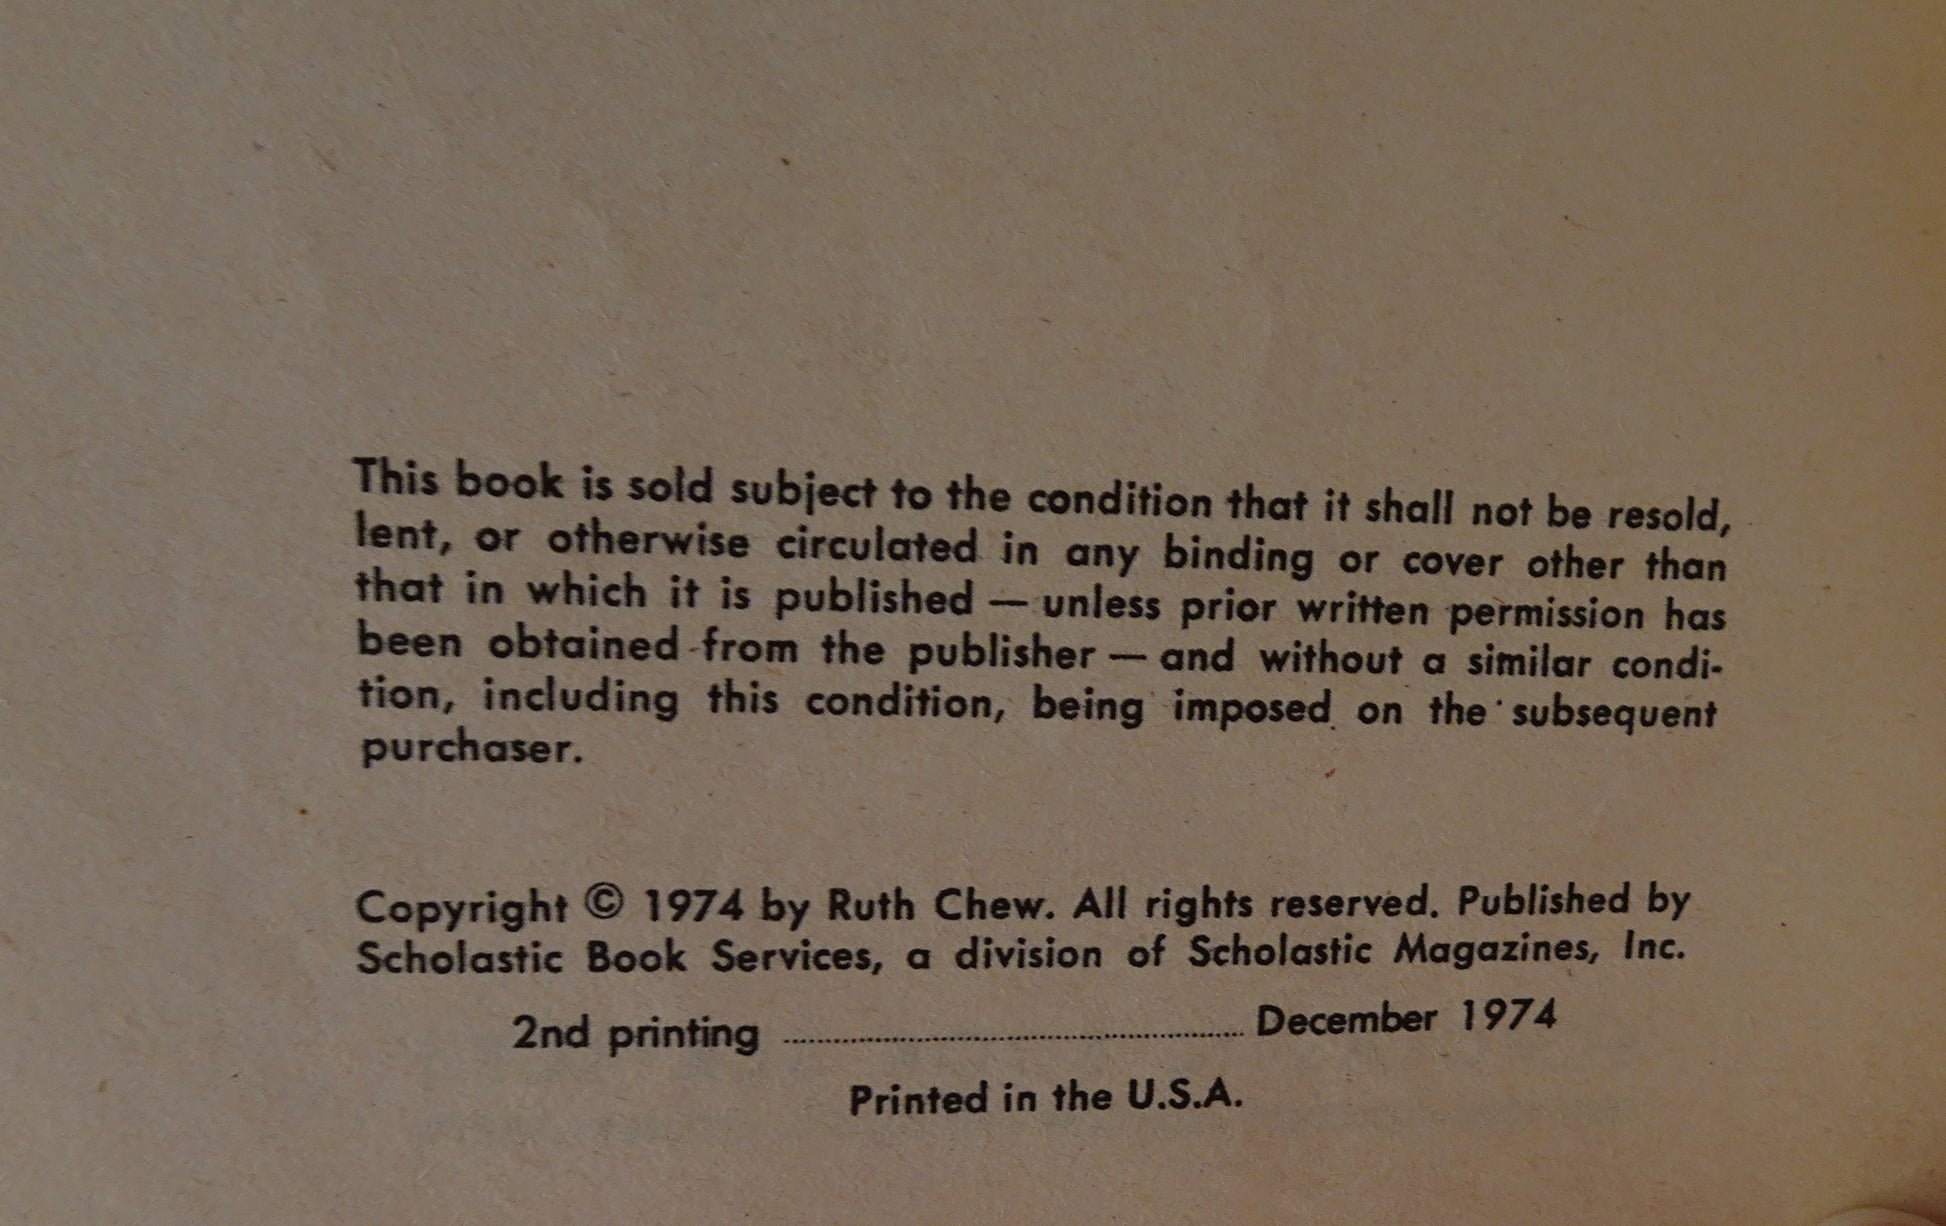 This book is sold subject to the condition that it shall not be resold,
lent, or otherwise circulated in any binding or cover other than
that in which it is published — unless prior written permission has
been obtained from the publisher — and without a similar condi-
tion, including this condition, being imposed on the subsequent
purchaser.
Copyright © 1974 by Ruth Chew. All rights reserved. Published by
Scholastic Book Services, a division of Scholastic Magazines, Inc.
2nd printing ........................................................ December 1974
Printed in the U.S.A.